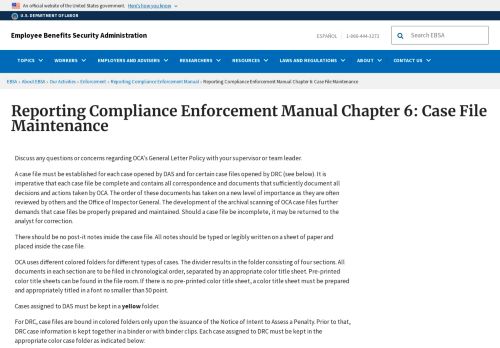 An official website of the United States government. Here's how you know
U.S. DEPARTMENT OF LABOR
Employee Benefits Security Administration
ESPAÑOL | 1-866-444-3273
Search EBSA
TOPICS WORKERS EMPLOYERS AND ADVISERS RESEARCHERS RESOURCES LAWS AND REGULATIONS ABOUT CONTACT US
EBSA » About EBSA » Our Activities » Enforcement » Reporting Compliance Enforcement Manual » Reporting Compliance Enforcement Manual Chapter 6: Case File Maintenance
Reporting Compliance Enforcement Manual Chapter 6: Case File
Maintenance
Discuss any questions or concerns regarding OCA's General Letter Policy with your supervisor or team leader.
A case file must be established for each case opened by DAS and for certain case files opened by DRC (see below). It is
imperative that each case file be complete and contains all correspondence and documents that sufficiently document all
decisions and actions taken by OCA. The order of these documents has taken on a new level of importance as they are often
reviewed by others and the Office of Inspector General. The development of the archival scanning of OCA case files further
demands that case files be properly prepared and maintained. Should a case file be incomplete, it may be returned to the
analyst for correction.
There should be no post-it notes inside the case file. All notes should be typed or legibly written on a sheet of paper and
placed inside the case file.
OCA uses different colored folders for different types of cases. The divider results in the folder consisting of four sections. All
documents in each section are to be filed in chronological order, separated by an appropriate color title sheet. Pre-printed
color title sheets can be found in the file room. If there is no pre-printed color title sheet, a color title sheet must be prepared
and appropriately titled in a font no smaller than 50 point.
Cases assigned to DAS must be kept in a yellow folder.
For DRC, case files are bound in colored folders only upon the issuance of the Notice of Intent to Assess a Penalty. Prior to that,
DRC case information is kept together in a binder or with binder clips. Each case assigned to DRC must be kept in the
appropriate color case folder as indicated below: